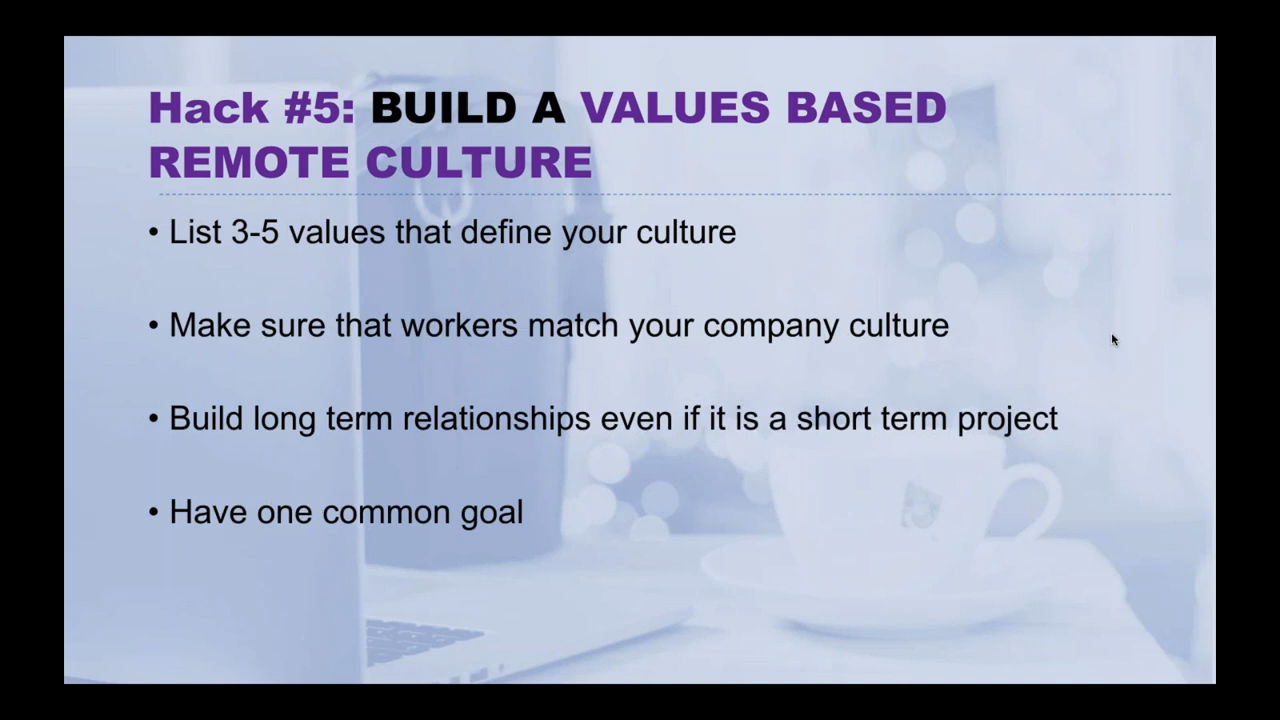 Hack #5: BUILD A VALUES BASED
REMOTE CULTURE
• List 3-5 values that define your culture
• Make sure that workers match your company culture
• Build long term relationships even if it is a short term project
• Have one common goal